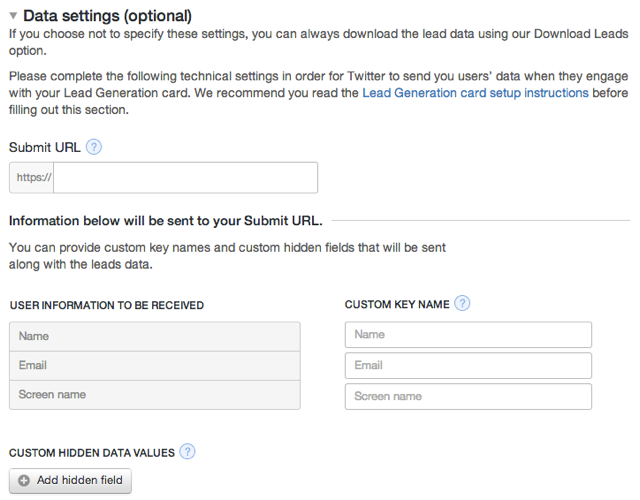 Data settings (optional)
If you choose not to specify these settings, you can always download the lead data using our Download Leads
option.
Please complete the following technical settings in order for Twitter to send you users' data when they engage
with your Lead Generation card. We recommend you read the Lead Generation card setup instructions before
filling out this section.
Submit URL ?
https://
Information below will be sent to your Submit URL.
You can provide custom key names and custom hidden fields that will be sent
along with the leads data.
USER INFORMATION TO BE RECEIVED
Name
Email
Screen name
CUSTOM KEY NAME ?
Name
Email
Screen name
CUSTOM HIDDEN DATA VALUES ?
Add hidden field